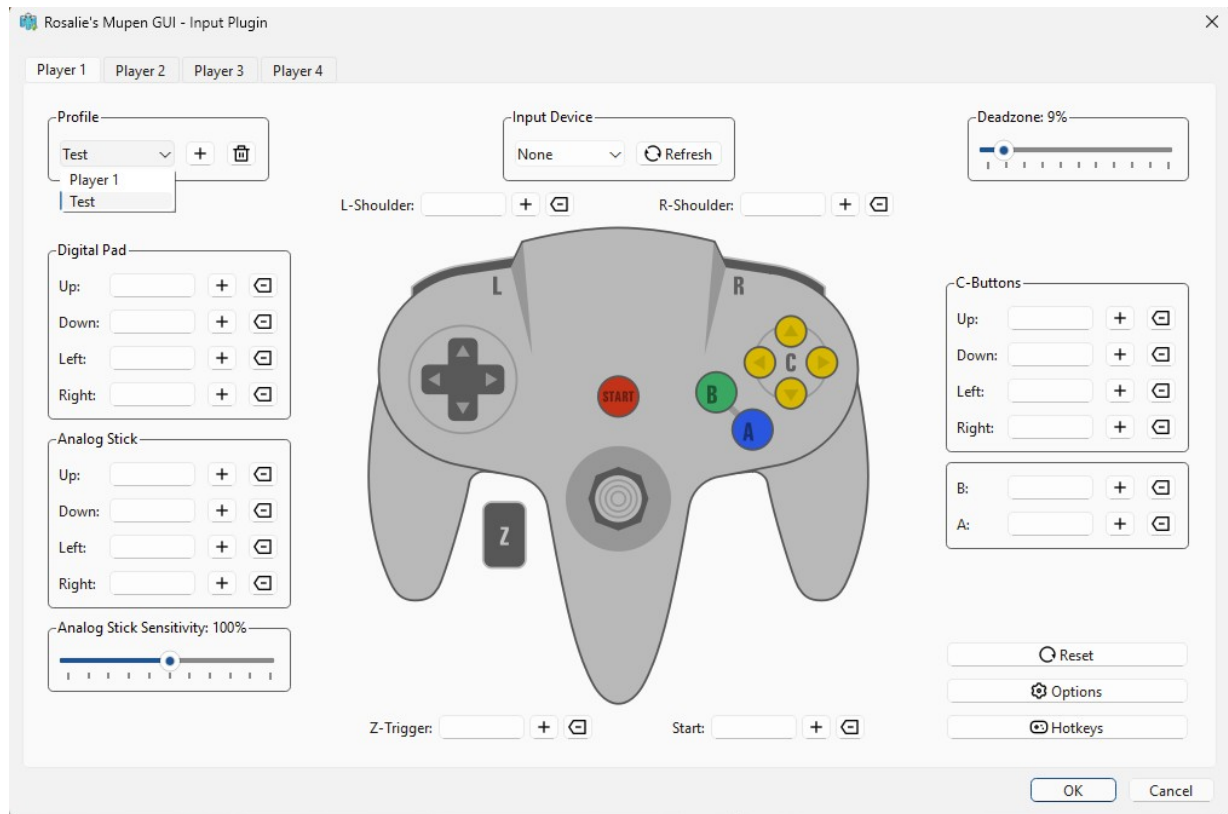 Rosalie's Mupen GUI - Input Plugin
Player 1 Player 2 Player 3 Player 4
Profile
Test
Player 1
Test
Input Device
None Refresh
Deadzone: 9%
L-Shoulder: R-Shoulder:
Digital Pad
Up:
Down:
Left:
Right:
Analog Stick
Up:
Down:
Left:
Right:
Analog Stick Sensitivity: 100%
L R
C
START
B
A
Z
Z-Trigger: Start:
C-Buttons
Up:
Down:
Left:
Right:
B:
A:
Reset
Options
Hotkeys
OK Cancel